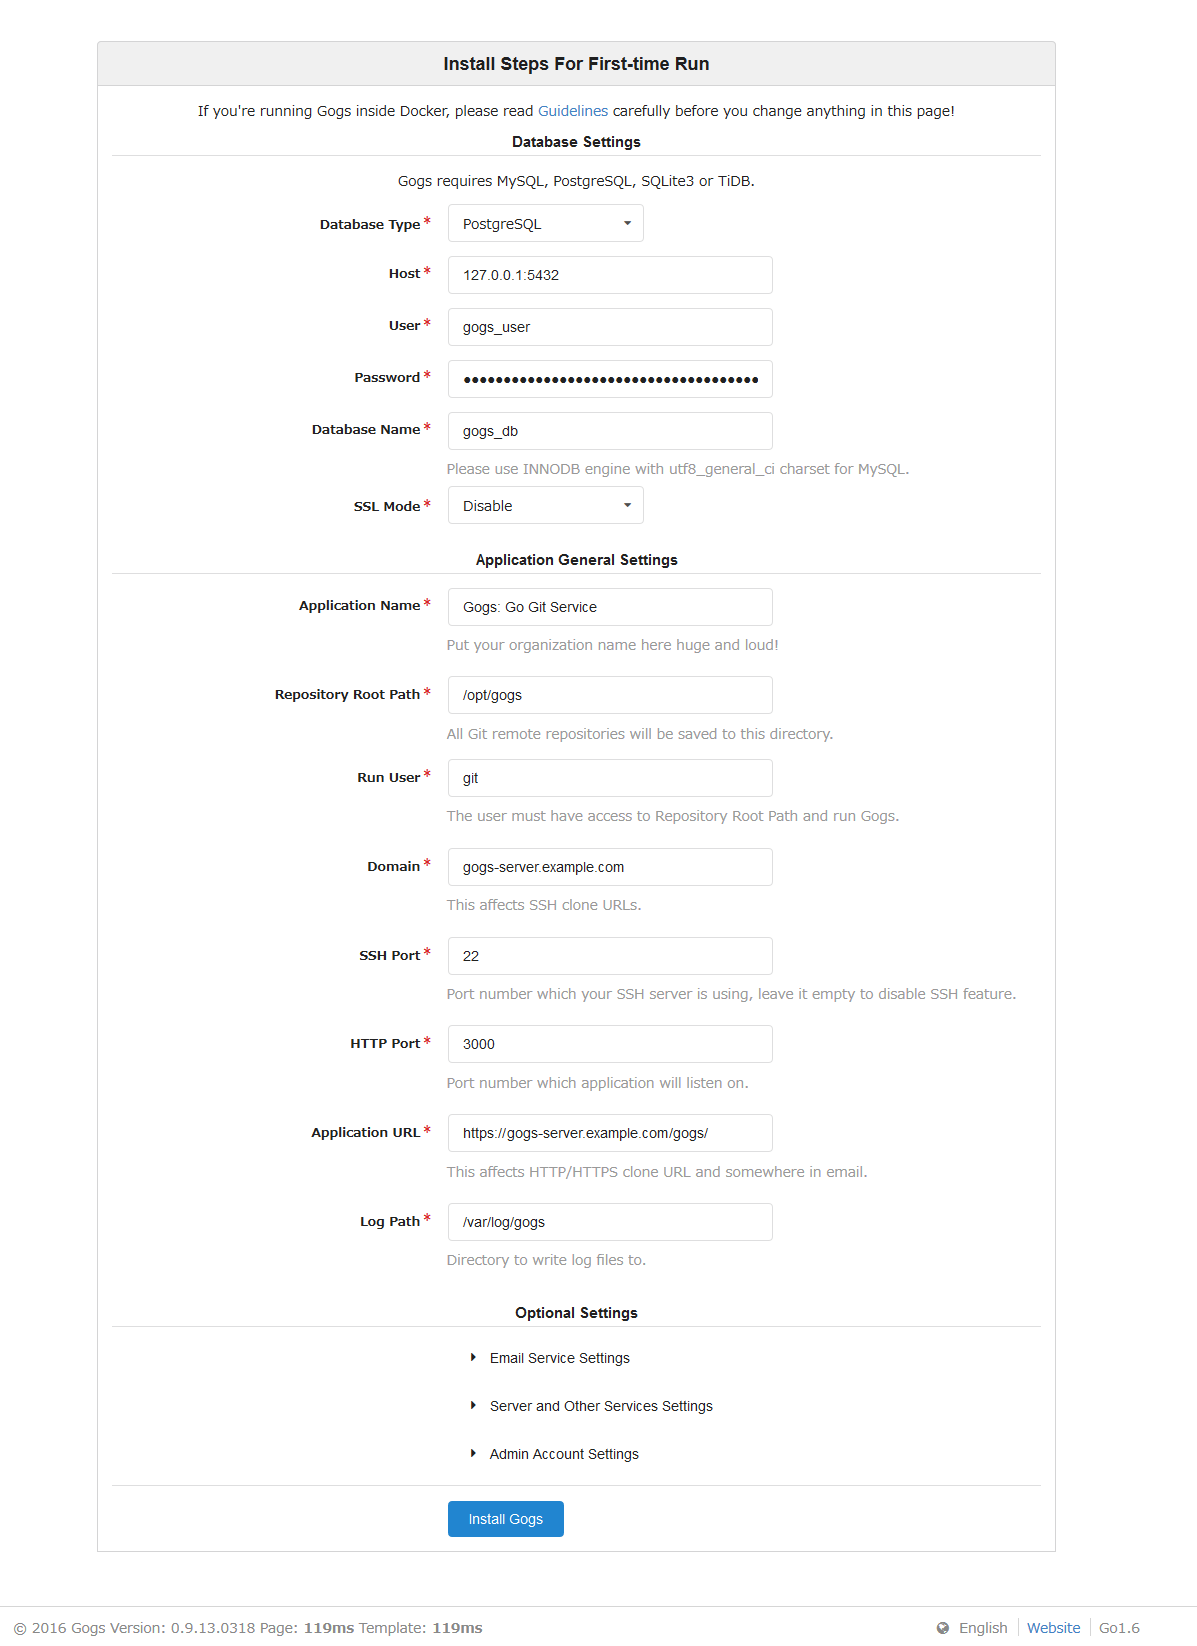 Install Steps For First-time Run
If you're running Gogs inside Docker, please read Guidelines carefully before you change anything in this page!
Database Settings
Gogs requires MySQL, PostgreSQL, SQLite3 or TiDB.
Database Type* PostgreSQL
Host* 127.0.0.1:5432
User* gogs_user
Password* ●●●●●●●●●●●●●●●●●●●●●●●●●●●●●●●●●●●●●
Database Name* gogs_db
Please use INNODB engine with utf8_general_ci charset for MySQL.
SSL Mode* Disable
Application General Settings
Application Name* Gogs: Go Git Service
Put your organization name here huge and loud!
Repository Root Path* /opt/gogs
All Git remote repositories will be saved to this directory.
Run User* git
The user must have access to Repository Root Path and run Gogs.
Domain* gogs-server.example.com
This affects SSH clone URLs.
SSH Port* 22
Port number which your SSH server is using, leave it empty to disable SSH feature.
HTTP Port* 3000
Port number which application will listen on.
Application URL* https://gogs-server.example.com/gogs/
This affects HTTP/HTTPS clone URL and somewhere in email.
Log Path* /var/log/gogs
Directory to write log files to.
Optional Settings
Email Service Settings
Server and Other Services Settings
Admin Account Settings
Install Gogs
© 2016 Gogs Version: 0.9.13.0318 Page: 119ms Template: 119ms English Website Go1.6